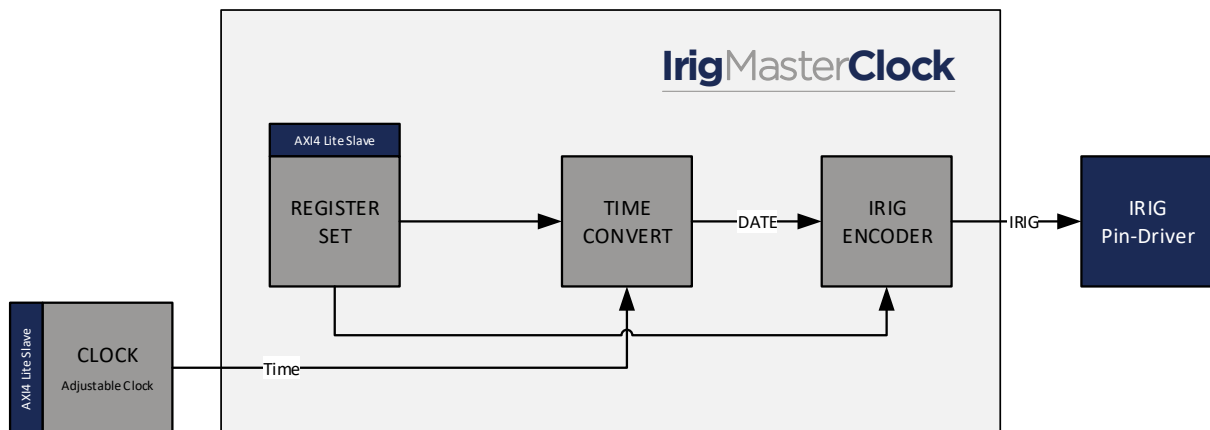 IrigMasterClock
AXI4 Lite Slave
REGISTER
SET
TIME
CONVERT
DATE
IRIG
ENCODER
IRIG
IRIG
Pin-Driver
AXI4 Lite Slave
CLOCK
Adjustable Clock
Time